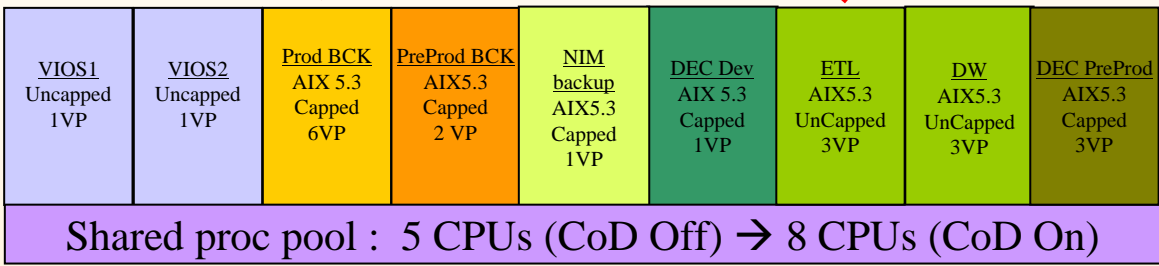 VIOS1
Uncapped
1VP
VIOS2
Uncapped
1VP
Prod BCK
AIX 5.3
Capped
6VP
PreProd BCK
AIX5.3
Capped
2 VP
NIM
backup
AIX5.3
Capped
1VP
DEC Dev
AIX 5.3
Capped
1VP
ETL
AIX5.3
UnCapped
3VP
DW
AIX5.3
UnCapped
3VP
DEC PreProd
AIX5.3
Capped
3VP
Shared proc pool : 5 CPUs (CoD Off) → 8 CPUs (CoD On)